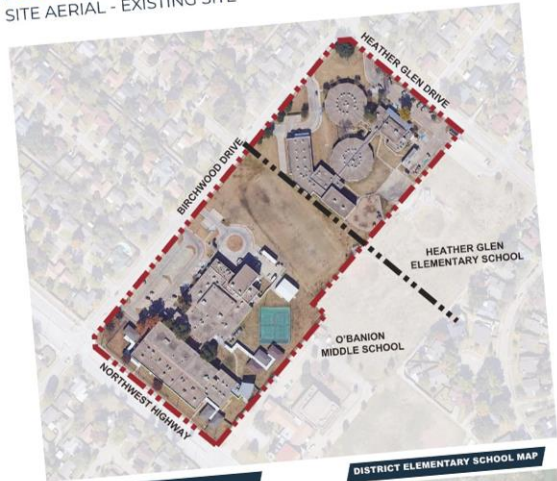 SITE AERIAL - EXISTING SITE
HEATHER GLEN DRIVE
BIRCHWOOD DRIVE
HEATHER GLEN
ELEMENTARY SCHOOL
O'BANION
MIDDLE SCHOOL
NORTHWEST HIGHWAY
DISTRICT ELEMENTARY SCHOOL MAP